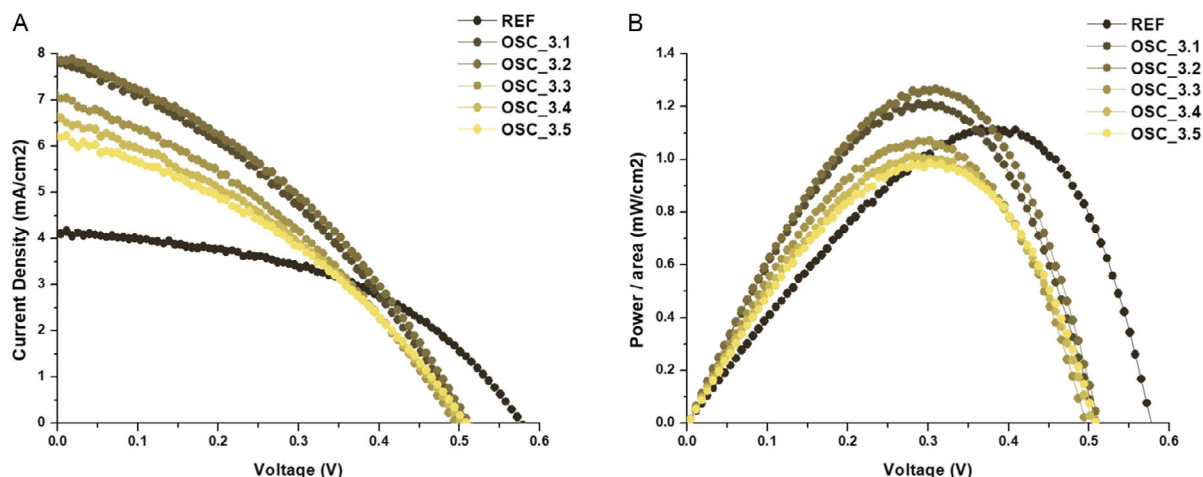 A
REF
OSC_3.1
OSC_3.2
OSC_3.3
OSC_3.4
OSC_3.5
8
7
6
5
4
3
2
1
0
Current Density (mA/cm2)
0.0 0.1 0.2 0.3 0.4 0.5 0.6
Voltage (V)
B
REF
OSC_3.1
OSC_3.2
OSC_3.3
OSC_3.4
OSC_3.5
1.2
1.0
0.8
0.6
0.4
0.2
0.0
Power / area (mW/cm2)
0.0 0.1 0.2 0.3 0.4 0.5 0.6
Voltage (V)